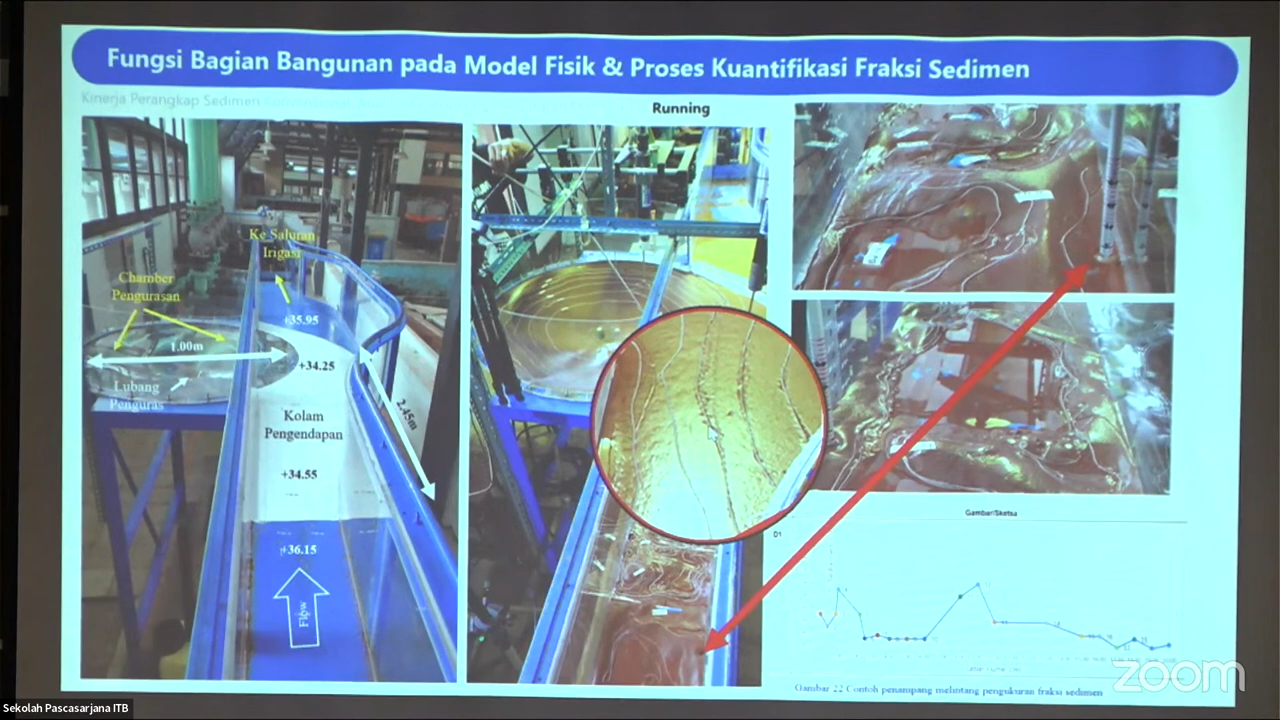 Fungsi Bagian Bangunan pada Model Fisik & Proses Kuantifikasi Fraksi Sedimen
Kinerja Perangkap Sedimen
Running
Ke Saluran
Irigasi
Chamber
Pengurasan
+35.95
1.00m
+34.25
Lubang
Penguras
2.45m
Kolam
Pengendapan
+34.55
+36.15
Flow
Gambar/Sketsa
D1
Gambar 22 Contoh penampang melintang pengukuran fraksi sedimen
zoom
Sekolah Pascasarjana ITB